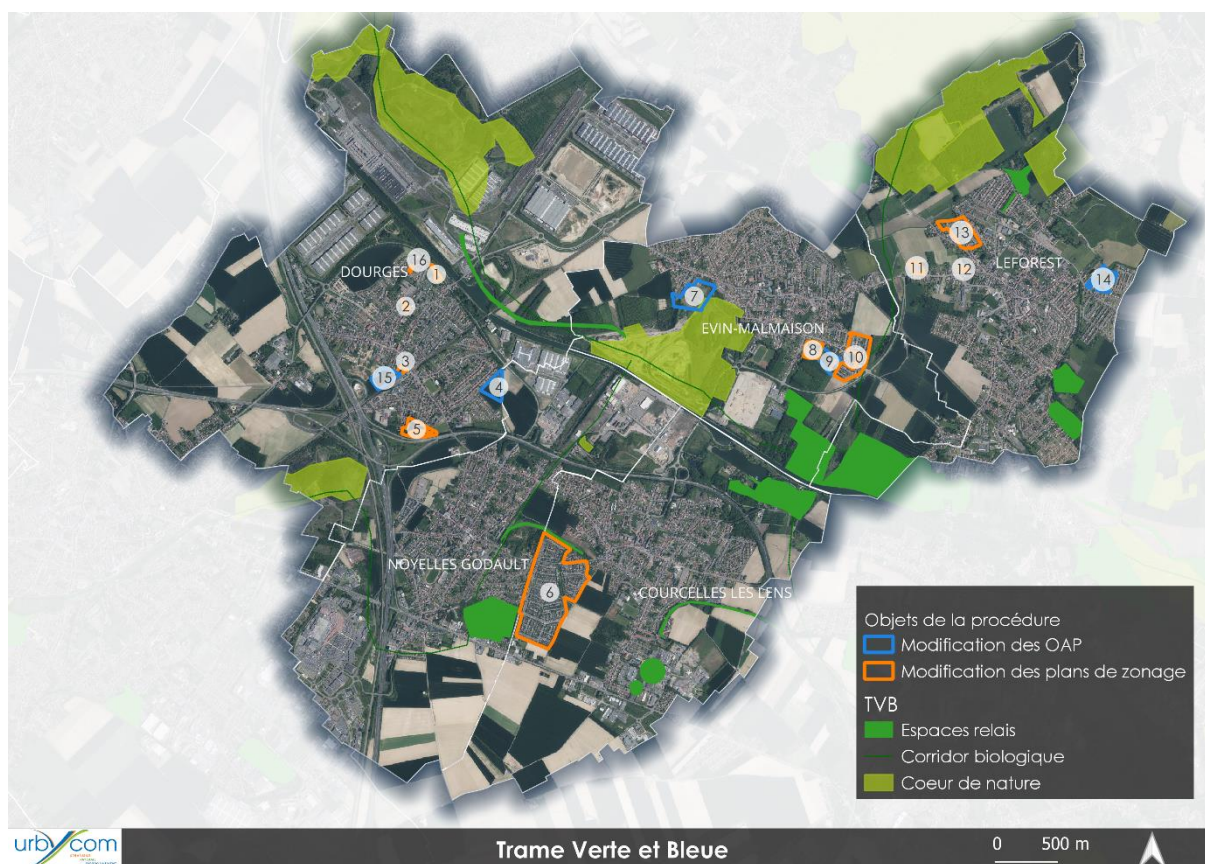 13
LEFOREST
11
12
16
DOURGES
1
14
7
2
EVIN-MALMAISON
8
9
10
3
15
4
5
NOYELLES GODAULT
6
COURCELLES LES LENS
Objets de la procédure
Modification des OAP
Modification des plans de zonage
TVB
Espaces relais
Corridor biologique
Coeur de nature
urbycom
Trame Verte et Bleue
0 500 m